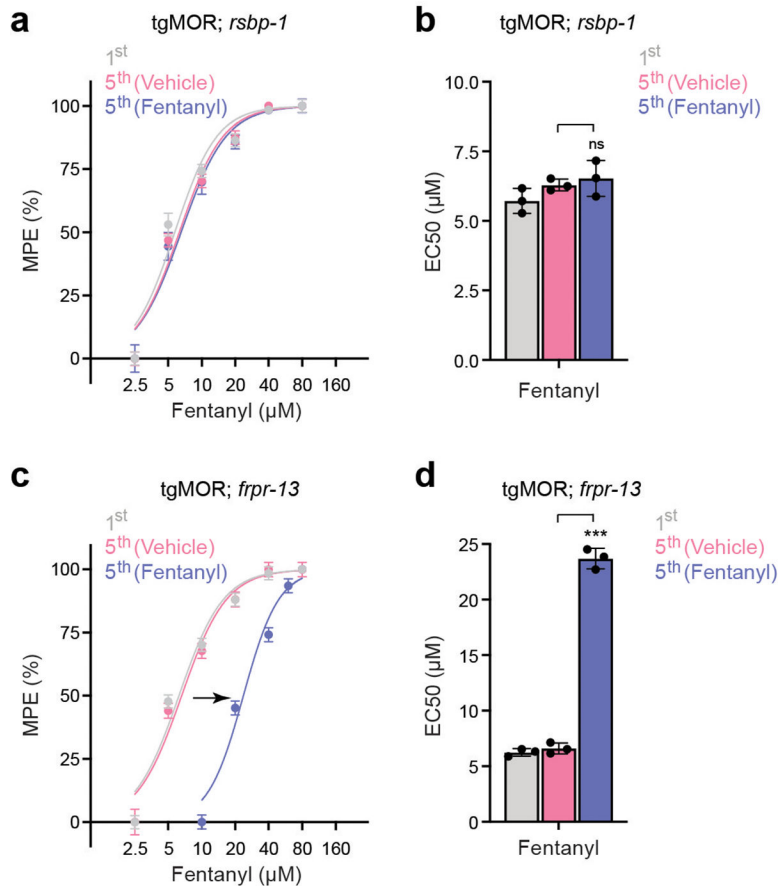 a
tgMOR; rsbp-1
1st
5th (Vehicle)
5th (Fentanyl)
MPE (%)
100
75
50
25
0
2.5 5 10 20 40 80 160
Fentanyl (µM)
b
tgMOR; rsbp-1
1st
5th (Vehicle)
5th (Fentanyl)
EC50 (µM)
10.0
7.5
5.0
2.5
0.0
ns
Fentanyl
c
tgMOR; frpr-13
1st
5th (Vehicle)
5th (Fentanyl)
MPE (%)
100
75
50
25
0
2.5 5 10 20 40 80 160
Fentanyl (µM)
d
tgMOR; frpr-13
1st
5th (Vehicle)
5th (Fentanyl)
EC50 (µM)
25
20
15
10
5
0
***
Fentanyl